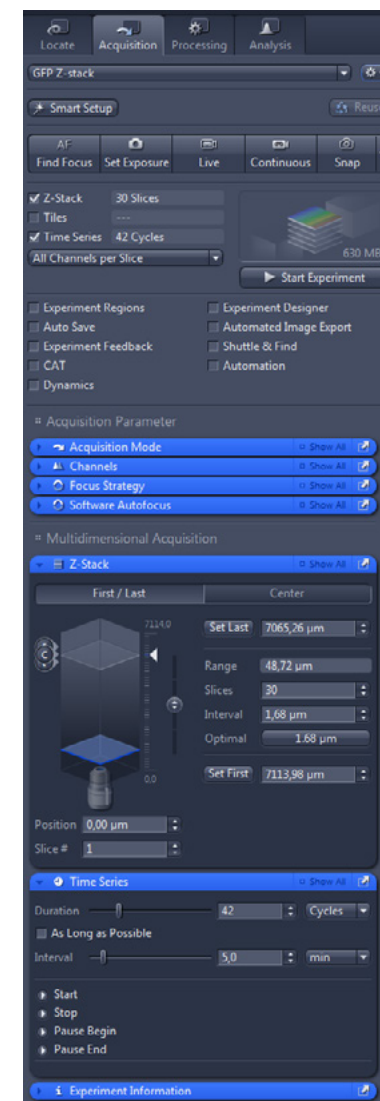 Locate Acquisition Processing Analysis
GFP Z-stack
Smart Setup Reus
AF
Find Focus Set Exposure Live Continuous Snap
Z-Stack 30 Slices
Tiles ---
Time Series 42 Cycles
All Channels per Slice 630 MB
Start Experiment
Experiment Regions Experiment Designer
Auto Save Automated Image Export
Experiment Feedback Shuttle & Find
CAT Automation
Dynamics
Acquisition Parameter
Acquisition Mode Show All
Channels Show All
Focus Strategy Show All
Software Autofocus Show All
Multidimensional Acquisition
Z-Stack Show All
First / Last Center
7114,0 Set Last 7065,26 µm
C
Range 48,72 µm
Slices 30
Interval 1,68 µm
Optimal 1.68 µm
0,0 Set First 7113,98 µm
Position 0,00 µm
Slice # 1
Time Series Show All
Duration 42 Cycles
As Long as Possible
Interval 5,0 min
Start
Stop
Pause Begin
Pause End
Experiment Information